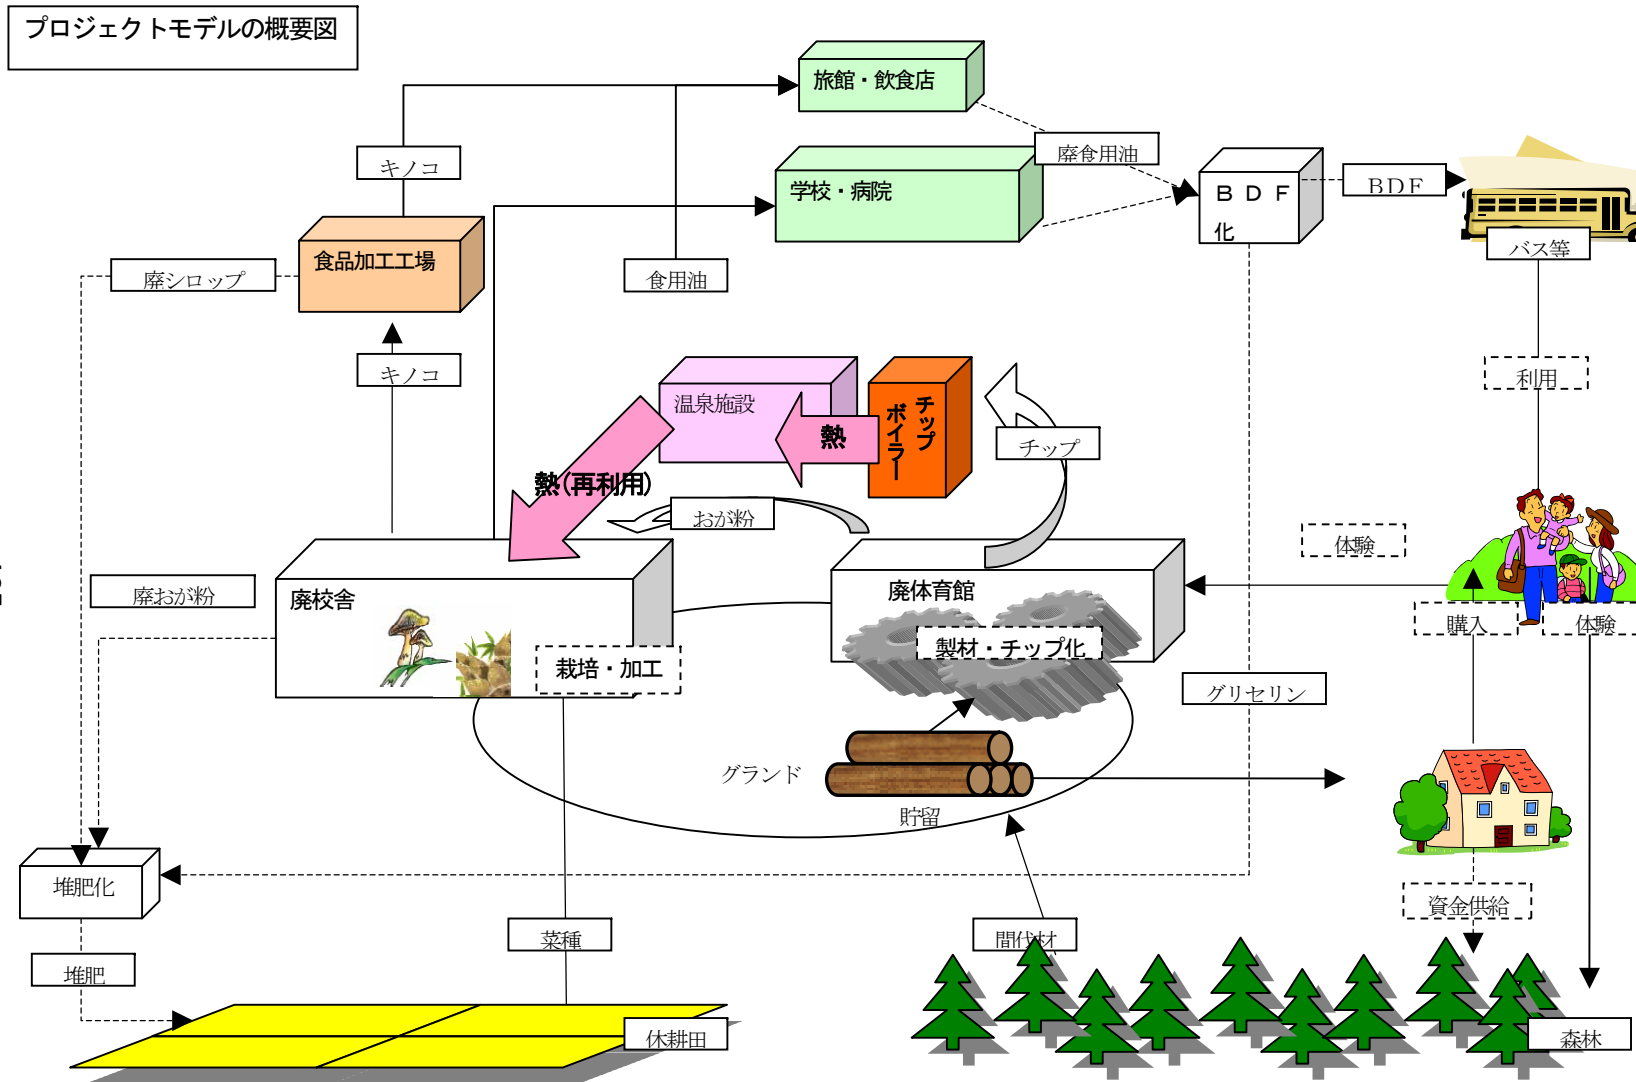 プロジェクトモデルの概要図
旅館・飲食店
廃食用油
キノコ
学校・病院
ＢＤＦ
化
BDF
バス等
食品加工工場
廃シロップ
食用油
キノコ
利用
温泉施設
チップ
ボイラー
熱
チップ
熱(再利用)
おが粉
体験
廃おが粉
廃校舎
廃体育館
購入
体験
栽培・加工
製材・チップ化
グリセリン
グランド
貯留
堆肥化
資金供給
菜種
間代材
堆肥
休耕田
森林